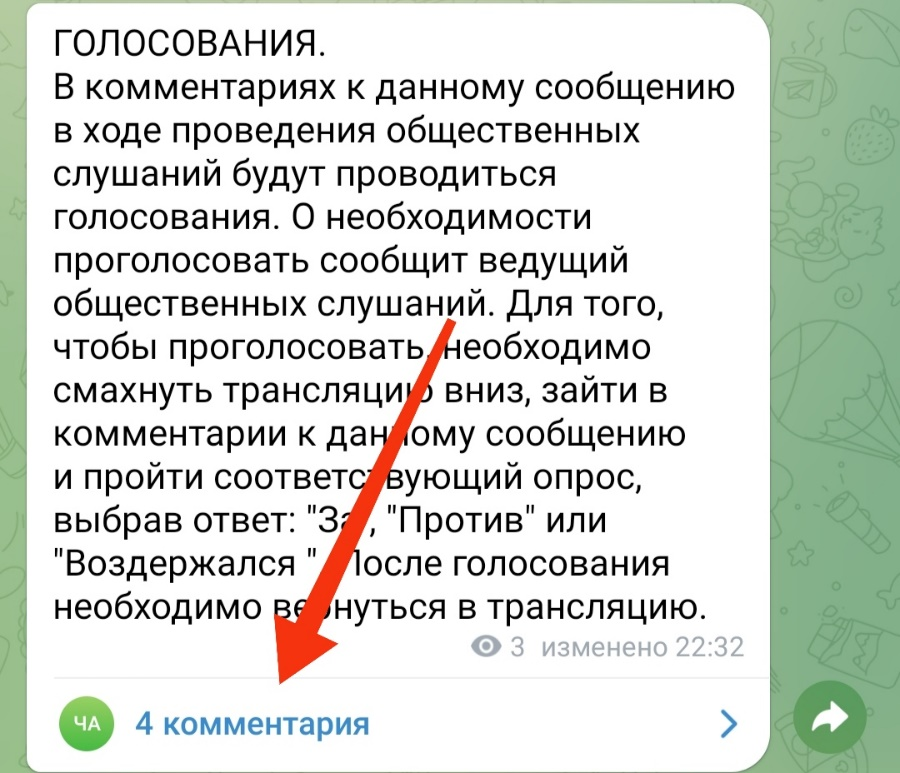 ГОЛОСОВАНИЯ.
В комментариях к данному сообщению
в ходе проведения общественных
слушаний будут проводиться
голосования. О необходимости
проголосовать сообщит ведущий
общественных слушаний. Для того,
чтобы проголосовать, необходимо
смахнуть трансляцию вниз, зайти в
комментарии к данному сообщению
и пройти соответствующий опрос,
выбрав ответ: "За", "Против" или
"Воздержался ". После голосования
необходимо вернуться в трансляцию.
3 изменено 22:32
ЧА 4 комментария